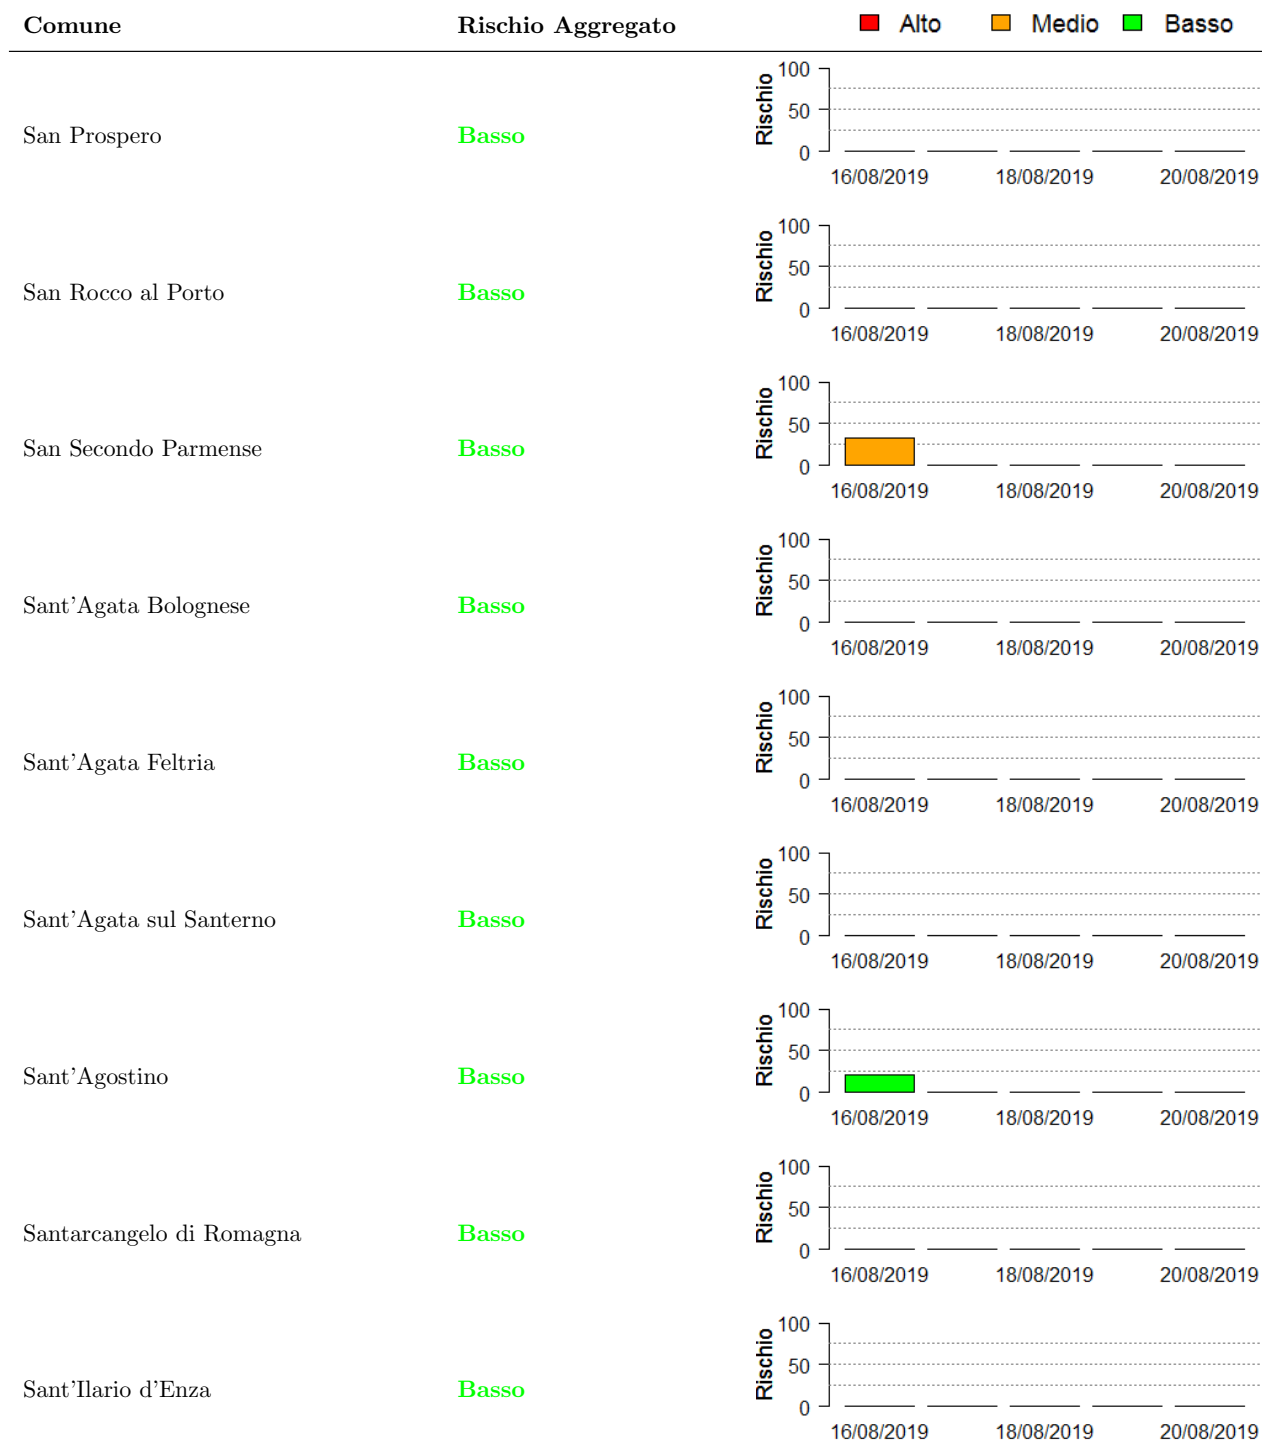 Comune Rischio Aggregato Alto Medio Basso
100
50
0
Rischio
San Prospero Basso
16/08/2019 18/08/2019 20/08/2019
100
50
0
Rischio
San Rocco al Porto Basso
16/08/2019 18/08/2019 20/08/2019
100
50
0
Rischio
San Secondo Parmense Basso
16/08/2019 18/08/2019 20/08/2019
100
50
0
Rischio
Sant'Agata Bolognese Basso
16/08/2019 18/08/2019 20/08/2019
100
50
0
Rischio
Sant'Agata Feltria Basso
16/08/2019 18/08/2019 20/08/2019
100
50
0
Rischio
Sant'Agata sul Santerno Basso
16/08/2019 18/08/2019 20/08/2019
100
50
0
Rischio
Sant'Agostino Basso
16/08/2019 18/08/2019 20/08/2019
100
50
0
Rischio
Santarcangelo di Romagna Basso
16/08/2019 18/08/2019 20/08/2019
100
50
0
Rischio
Sant'Ilario d'Enza Basso
16/08/2019 18/08/2019 20/08/2019